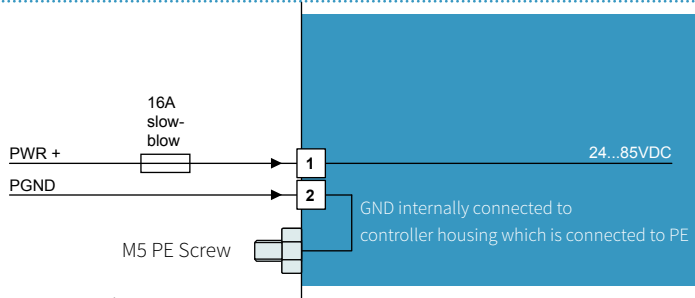 16A
slow-
blow
PWR +
1
24...85VDC
PGND
2
GND internally connected to
controller housing which is connected to PE
M5 PE Screw